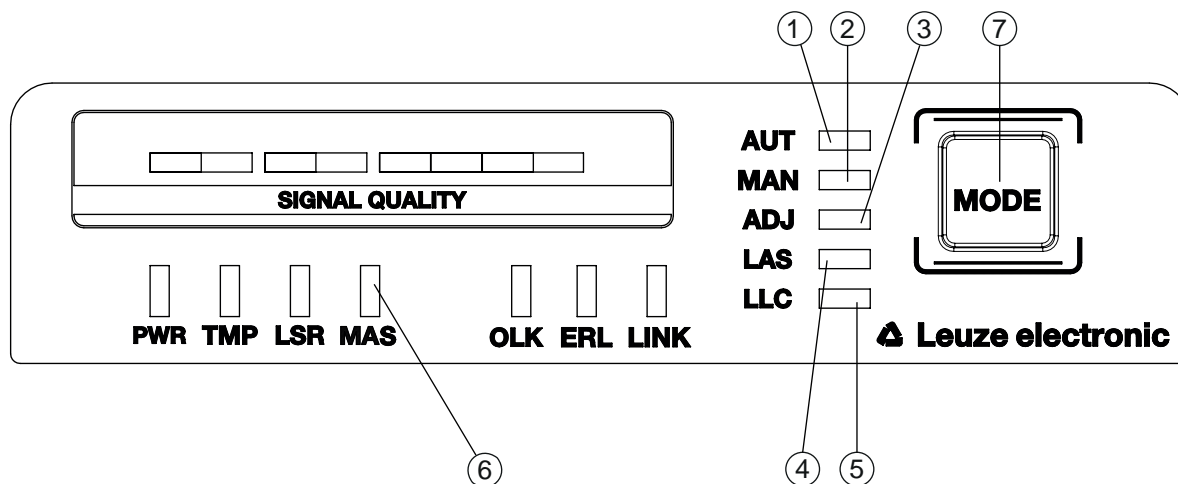 1 2 3 7
AUT
MAN
ADJ
LAS
LLC
MODE
SIGNAL QUALITY
PWR TMP LSR MAS OLK ERL LINK
Leuze electronic
6 4 5